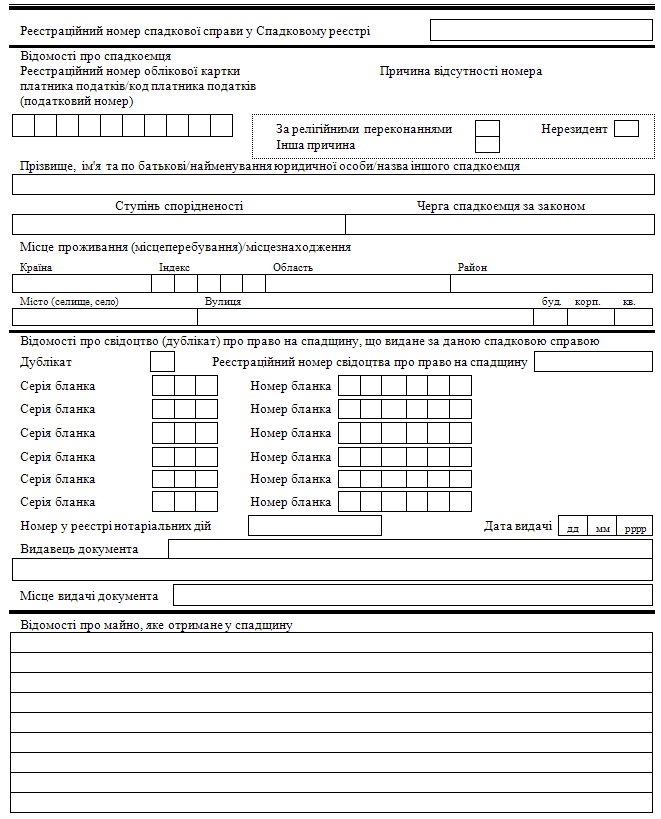 Реєстраційний номер спадкової справи у Спадковому реєстрі
Відомості про спадкоємця
Реєстраційний номер облікової картки
платника податків/код платника податків
(податковий номер)
Причина відсутності номера
За релігійними переконаннями Нерезидент
Інша причина
Прізвище, ім'я та по батькові/найменування юридичної особи/назва іншого спадкоємця
Ступінь спорідненості Черга спадкоємця за законом
Місце проживання (місцеперебування)/місцезнаходження
Країна Індекс Область Район
Місто (селище, село) Вулиця буд. корп. кв.
Відомості про свідоцтво (дублікат) про право на спадщину, що видане за даною спадковою справою
Дублікат Реєстраційний номер свідоцтва про право на спадщину
Серія бланка Номер бланка
Серія бланка Номер бланка
Серія бланка Номер бланка
Серія бланка Номер бланка
Серія бланка Номер бланка
Серія бланка Номер бланка
Номер у реєстрі нотаріальних дій Дата видачі дд мм рррр
Видавець документа
Місце видачі документа
Відомості про майно, яке отримане у спадщину